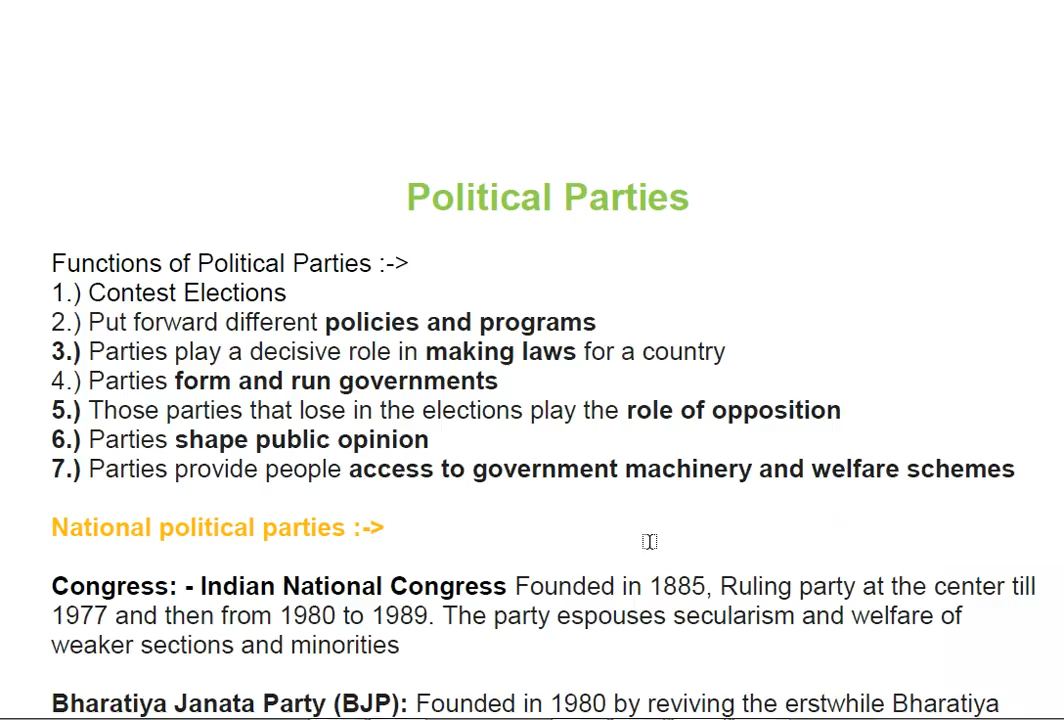 Political Parties
Functions of Political Parties :->
1.) Contest Elections
2.) Put forward different policies and programs
3.) Parties play a decisive role in making laws for a country
4.) Parties form and run governments
5.) Those parties that lose in the elections play the role of opposition
6.) Parties shape public opinion
7.) Parties provide people access to government machinery and welfare schemes
National political parties :->
Congress: - Indian National Congress Founded in 1885, Ruling party at the center till
1977 and then from 1980 to 1989. The party espouses secularism and welfare of
weaker sections and minorities
Bharatiya Janata Party (BJP): Founded in 1980 by reviving the erstwhile Bharatiya